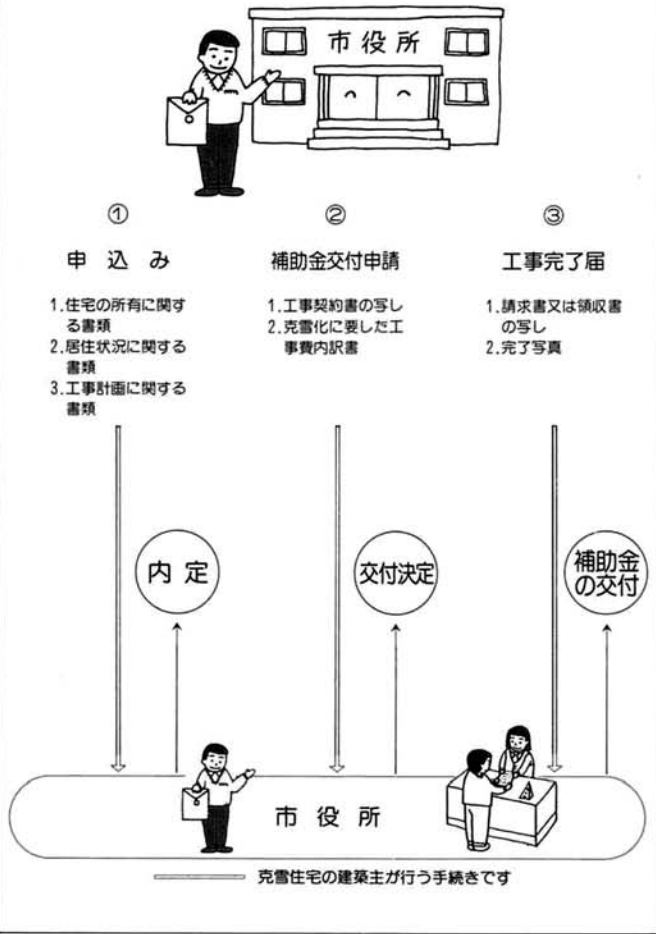 市役所
①
申込み
1.住宅の所有に関す
る書類
2.居住状況に関する
書類
3.工事計画に関する
書類
②
補助金交付申請
1.工事契約書の写し
2.克雪化に要した工
事費内訳書
③
工事完了届
1.請求書又は領収書
の写し
2.完了写真
内定
交付決定
補助金
の交付
市役所
克雪住宅の建築主が行う手続きです